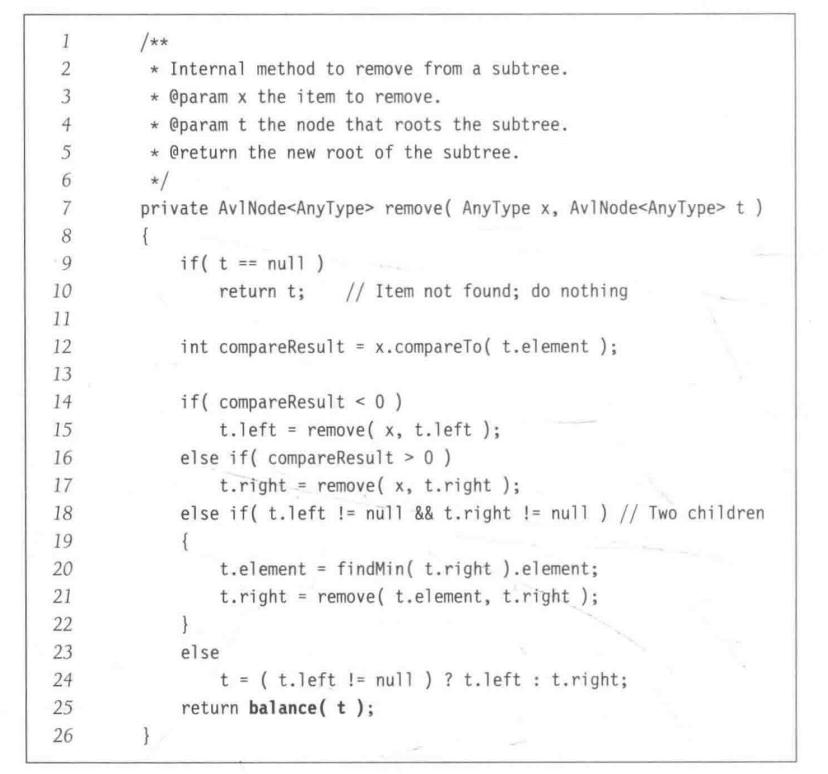 1 /**
2 * Internal method to remove from a subtree.
3 * @param x the item to remove.
4 * @param t the node that roots the subtree.
5 * @return the new root of the subtree.
6 */
7 private AvlNode<AnyType> remove( AnyType x, AvlNode<AnyType> t )
8 {
9 if( t == null )
10 return t; // Item not found; do nothing
11
12 int compareResult = x.compareTo( t.element );
13
14 if( compareResult < 0 )
15 t.left = remove( x, t.left );
16 else if( compareResult > 0 )
17 t.right = remove( x, t.right );
18 else if( t.left != null && t.right != null ) // Two children
19 {
20 t.element = findMin( t.right ).element;
21 t.right = remove( t.element, t.right );
22 }
23 else
24 t = ( t.left != null ) ? t.left : t.right;
25 return balance( t );
26 }